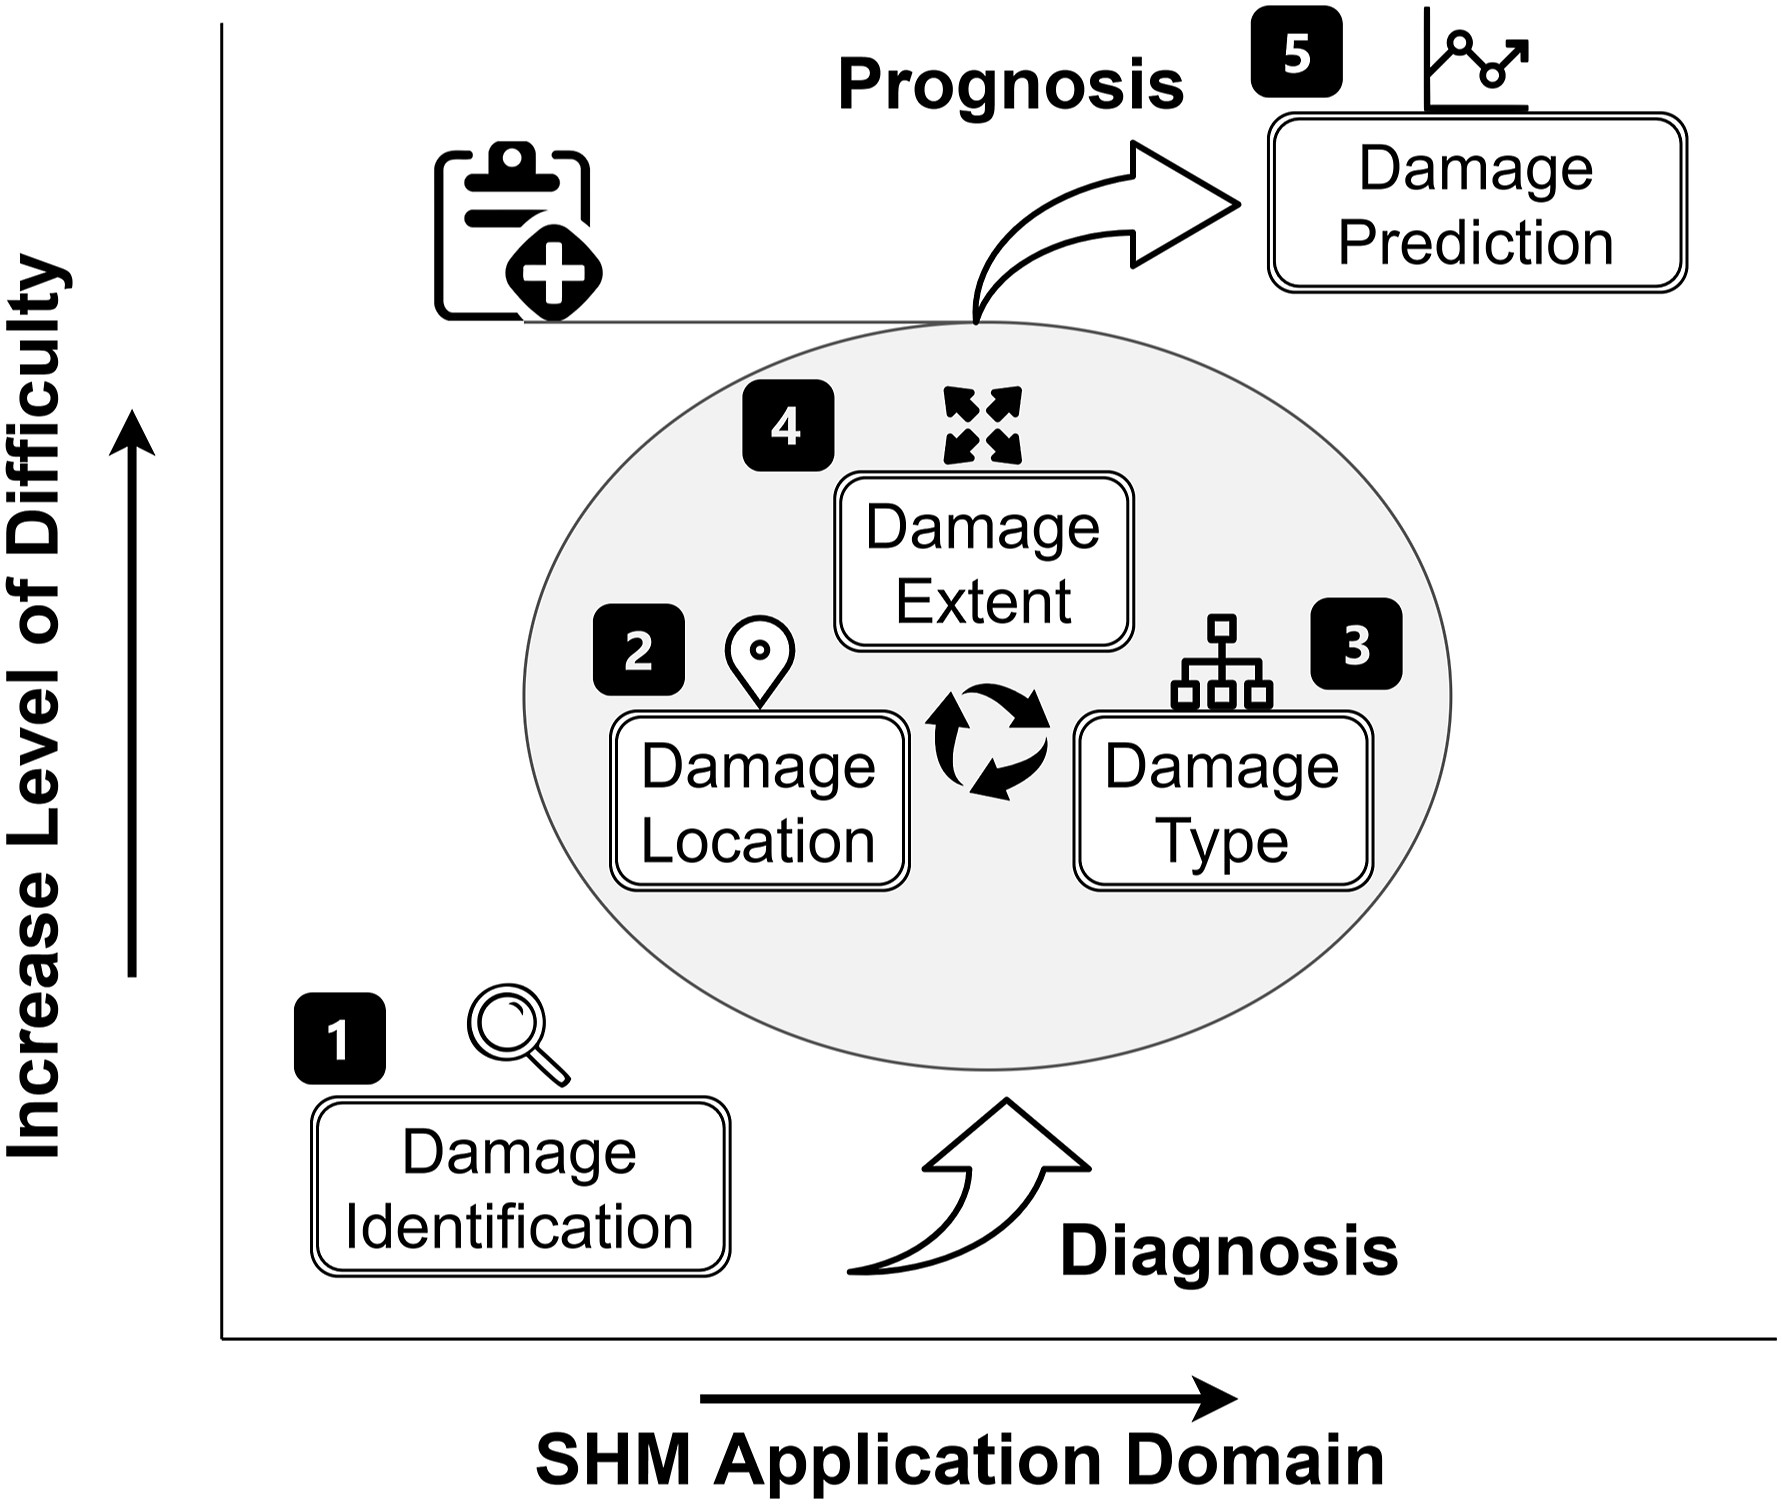 5
Prognosis
Damage
Prediction
4
Damage
Extent
2
3
Damage
Location
Damage
Type
1
Damage
Identification
Diagnosis
Increase Level of Difficulty
SHM Application Domain